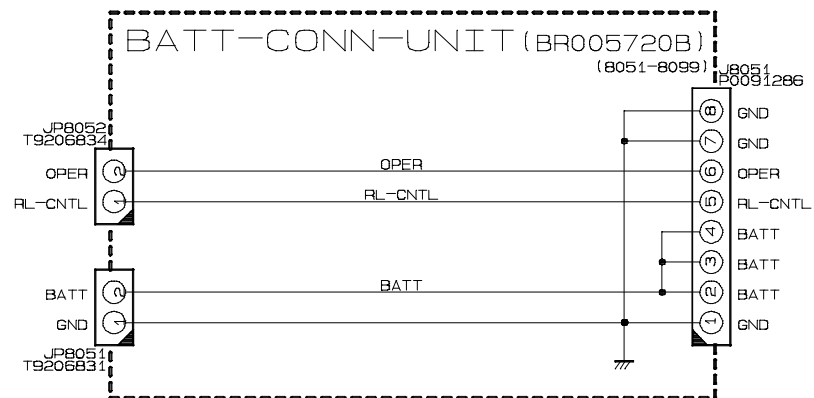 BATT-CONN-UNIT(BR005720B)
(8051-8099)
J8051
P0091286
JP8052
T9206834
8 GND
7 GND
OPER 2 OPER 6 OPER
RL-CNTL 1 RL-CNTL 5 RL-CNTL
4 BATT
3 BATT
BATT 2 BATT 2 BATT
GND 1 1 GND
JP8051
T9206831